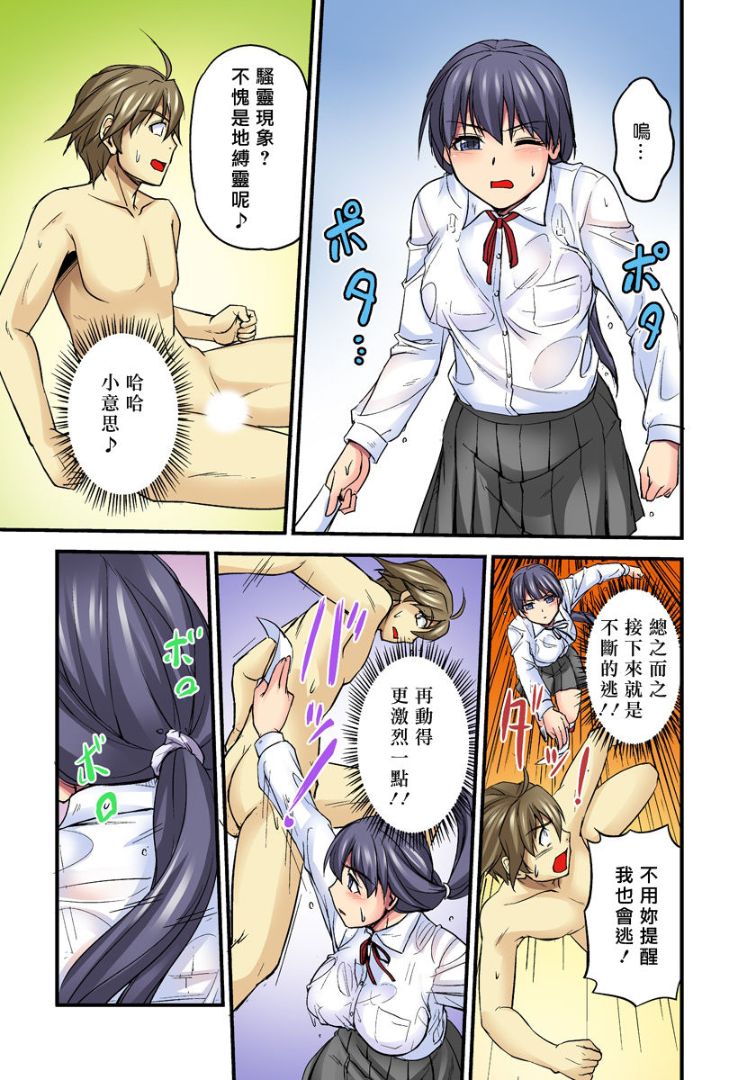 嗚…
ポタ
ポタ…
騷靈現象？
不愧是地縛靈呢♪
哈哈
小意思♪
總之而之
接下來就是
不斷的逃!!
ダッ!
不用妳提醒
我也會逃！
再動得
更激烈一點!!
バッ!
ボロ
ボロ